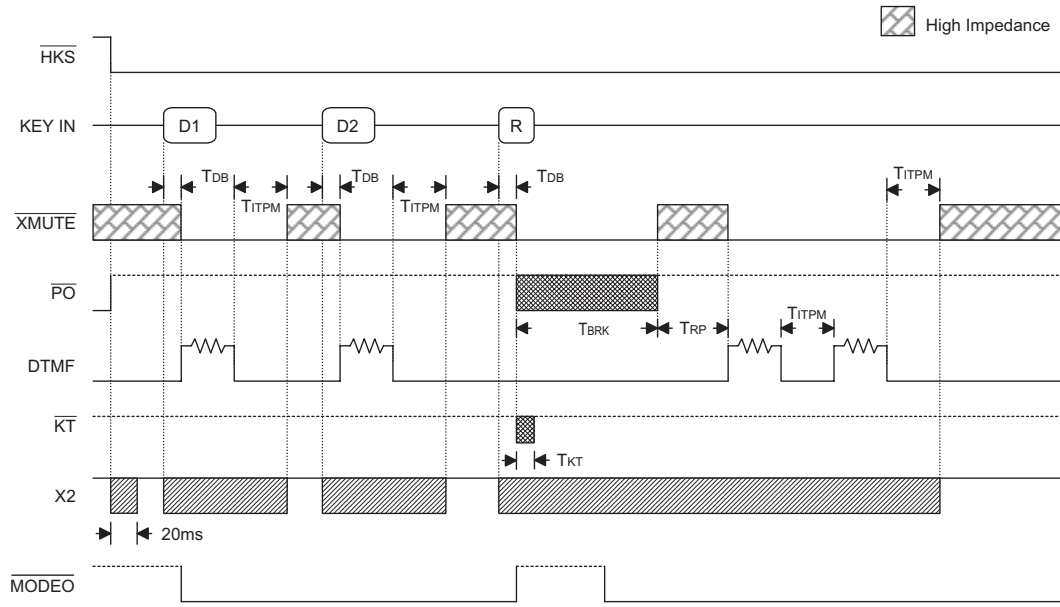 High Impedance
HKS
KEY IN D1 D2 R
TDB TDB TDB TITPM
TITPM TITPM
XMUTE
PO
TBRK TRP TITPM
DTMF
KT
TKT
X2
20ms
MODEO